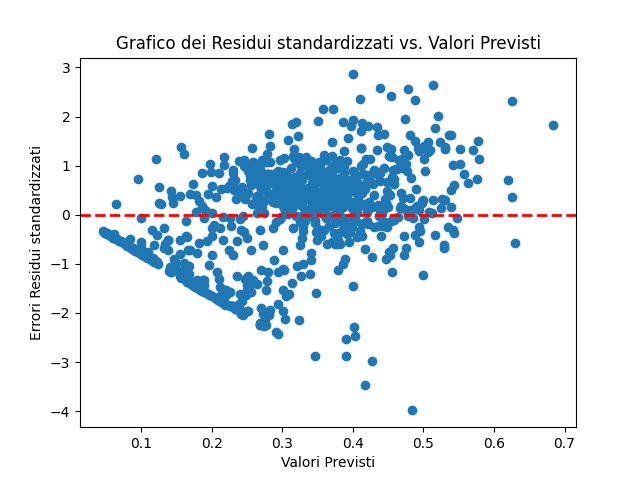 Grafico dei Residui standardizzati vs. Valori Previsti
Errori Residui standardizzati
3
2
1
0
−1
−2
−3
−4
0.1 0.2 0.3 0.4 0.5 0.6 0.7
Valori Previsti